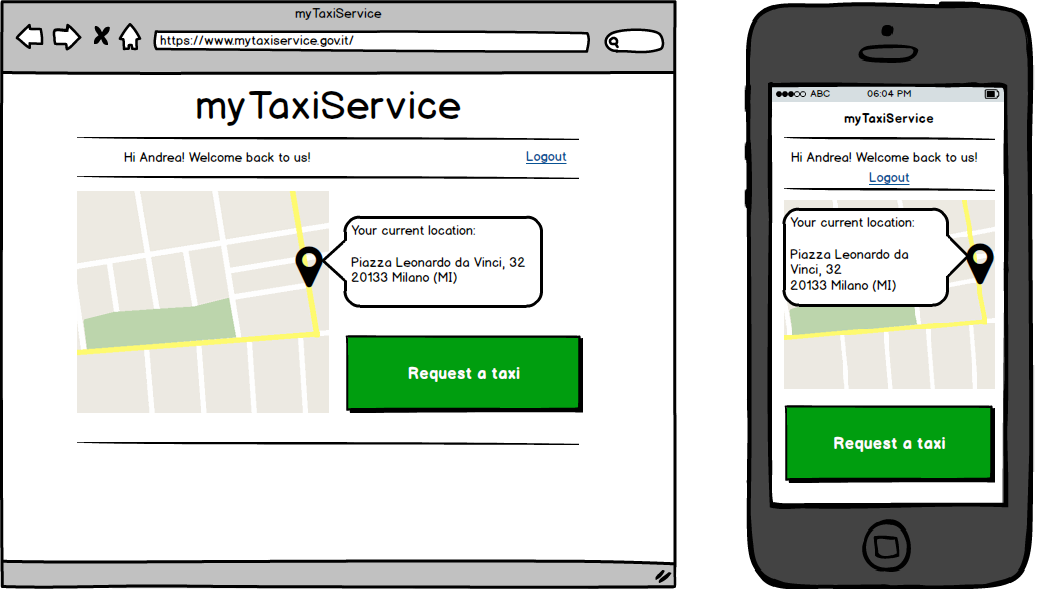 myTaxiService
https://www.mytaxiservice.gov.it/
myTaxiService
Hi Andrea! Welcome back to us!
Logout
Your current location:
Piazza Leonardo da Vinci, 32
20133 Milano (MI)
Request a taxi
ABC
06:04 PM
myTaxiService
Hi Andrea! Welcome back to us!
Logout
Your current location:
Piazza Leonardo da
Vinci, 32
20133 Milano (MI)
Request a taxi